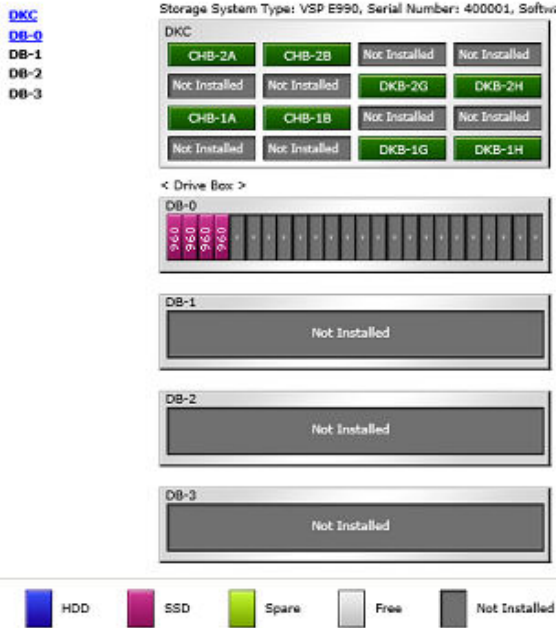 DKC
DB-0
DB-1
DB-2
DB-3
Storage System Type: VSP E990, Serial Number: 400001, Softwa
DKC
CHB-2A CHB-2B Not Installed Not Installed
Not Installed Not Installed DKB-2G DKB-2H
CHB-1A CHB-1B Not Installed Not Installed
Not Installed Not Installed DKB-1G DKB-1H
< Drive Box >
DB-0
960 960 960 960
DB-1
Not Installed
DB-2
Not Installed
DB-3
Not Installed
HDD SSD Spare Free Not Installed